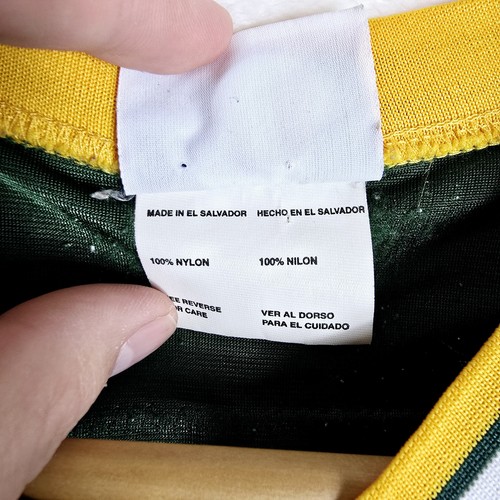 MADE IN EL SALVADOR HECHO EN EL SALVADOR
100% NYLON 100% NILON
REVERSE
CARE
VER AL DORSO
PARA EL CUIDADO